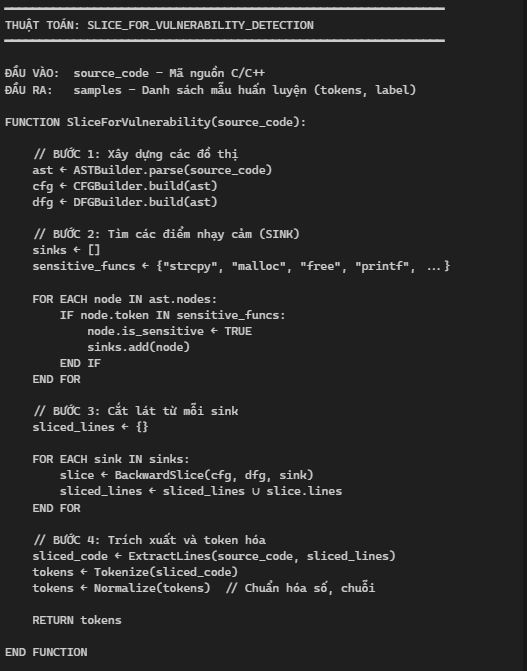 THUẬT TOÁN: SLICE_FOR_VULNERABILITY_DETECTION
ĐẦU VÀO:  source_code - Mã nguồn C/C++
ĐẦU RA:   samples - Danh sách mẫu huấn luyện (tokens, label)
FUNCTION SliceForVulnerability(source_code):
    // BƯỚC 1: Xây dựng các đồ thị
    ast ← ASTBuilder.parse(source_code)
    cfg ← CFGBuilder.build(ast)
    dfg ← DFGBuilder.build(ast)
    // BƯỚC 2: Tìm các điểm nhạy cảm (SINK)
    sinks ← []
    sensitive_funcs ← {"strcpy", "malloc", "free", "printf", ...}
    FOR EACH node IN ast.nodes:
        IF node.token IN sensitive_funcs:
            node.is_sensitive ← TRUE
            sinks.add(node)
        END IF
    END FOR
    // BƯỚC 3: Cắt lát từ mỗi sink
    sliced_lines ← {}
    FOR EACH sink IN sinks:
        slice ← BackwardSlice(cfg, dfg, sink)
        sliced_lines ← sliced_lines ∪ slice.lines
    END FOR
    // BƯỚC 4: Trích xuất và token hóa
    sliced_code ← ExtractLines(source_code, sliced_lines)
    tokens ← Tokenize(sliced_code)
    tokens ← Normalize(tokens)  // Chuẩn hóa số, chuỗi
    RETURN tokens
END FUNCTION